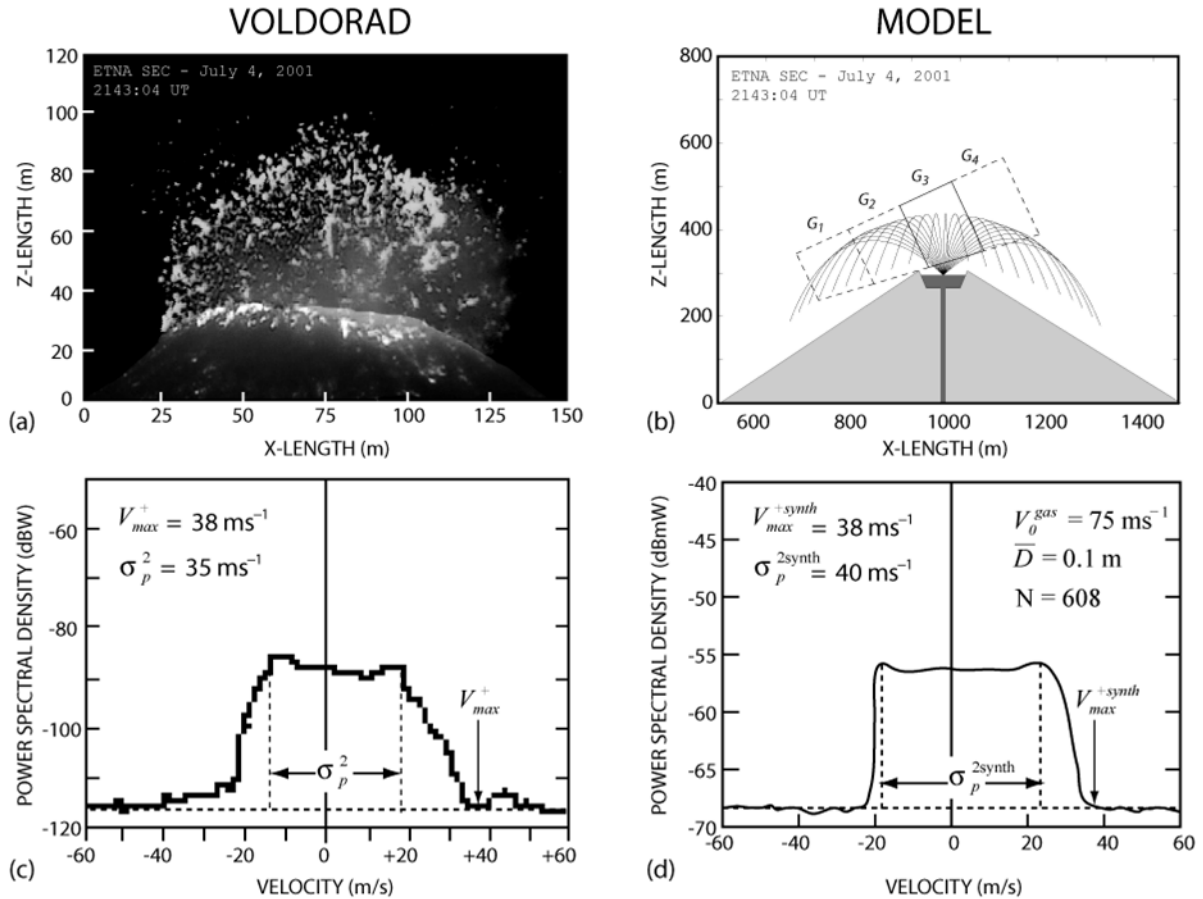 VOLDORAD
MODEL
120
100
80
60
40
20
0
Z-LENGTH (m)
ETNA SEC - July 4, 2001
2143:04 UT
0 25 50 75 100 125 150
X-LENGTH (m)
(a)
800
600
400
200
0
Z-LENGTH (m)
ETNA SEC - July 4, 2001
2143:04 UT
G1
G2
G3
G4
600 800 1000 1200 1400
X-LENGTH (m)
(b)
-60
-80
-100
-120
POWER SPECTRAL DENSITY (dBW)
V+max = 38 ms−1
σ2p = 35 ms−1
V+max
σ2p
-60 -40 -20 0 +20 +40 +60
VELOCITY (m/s)
(c)
-40
-45
-50
-55
-60
-65
-70
POWER SPECTRAL DENSITY (dBmW)
V+synthmax = 38 ms−1
σ2synthp = 40 ms−1
V0gas = 75 ms-1
D̅ = 0.1 m
N = 608
V+synthmax
σ2synthp
-60 -40 -20 0 20 40 60
VELOCITY (m/s)
(d)